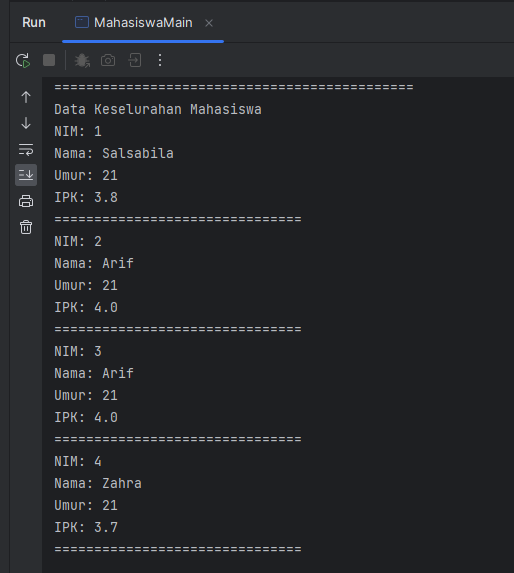 Run
MahasiswaMain
=============================================
Data Keselurahan Mahasiswa
NIM: 1
Nama: Salsabila
Umur: 21
IPK: 3.8
===============================
NIM: 2
Nama: Arif
Umur: 21
IPK: 4.0
===============================
NIM: 3
Nama: Arif
Umur: 21
IPK: 4.0
===============================
NIM: 4
Nama: Zahra
Umur: 21
IPK: 3.7
===============================